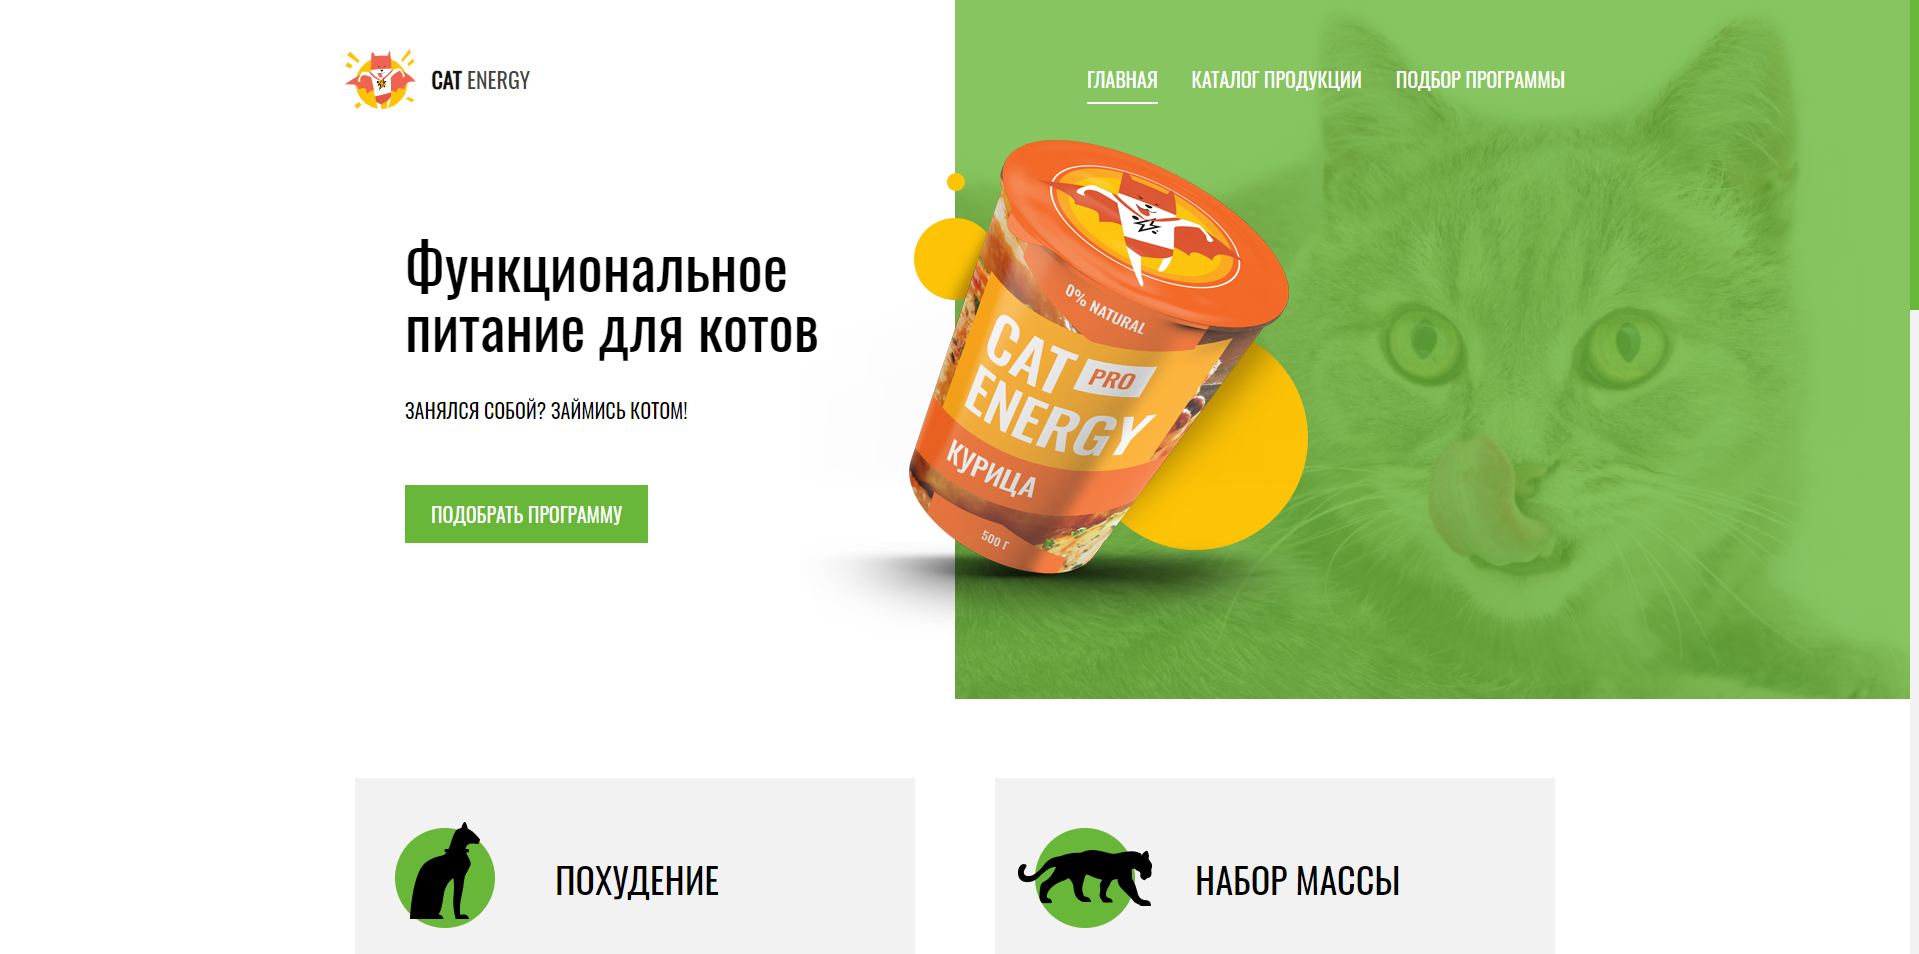 CAT ENERGY
ГЛАВНАЯ
КАТАЛОГ ПРОДУКЦИИ
ПОДБОР ПРОГРАММЫ
Функциональное
питание для котов
ЗАНЯЛСЯ СОБОЙ? ЗАЙМИСЬ КОТОМ!
ПОДОБРАТЬ ПРОГРАММУ
0% NATURAL
CAT PRO
ENERGY
КУРИЦА
500 Г
ПОХУДЕНИЕ
НАБОР МАССЫ